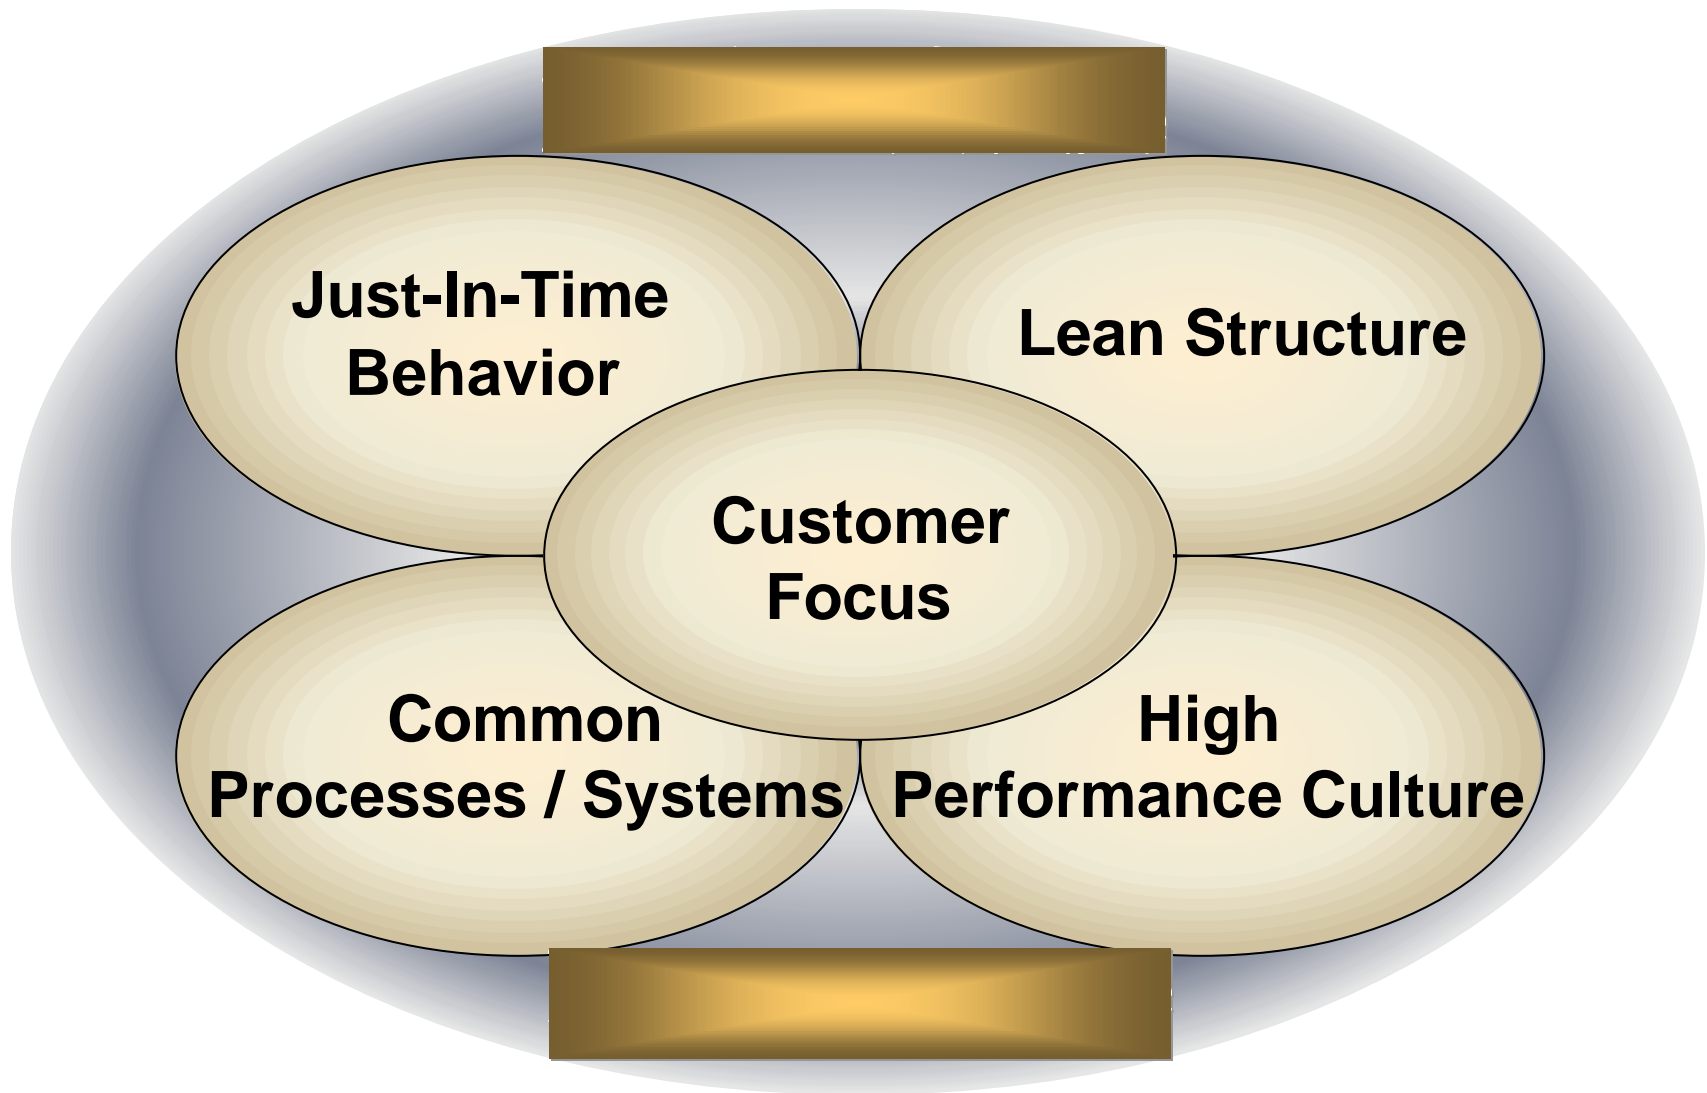 Just-In-Time
Behavior
Lean Structure
Customer
Focus
Common
Processes / Systems
High
Performance Culture